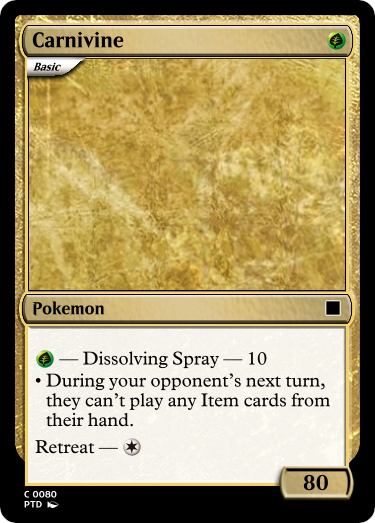 Carnivine
Basic
Pokemon
— Dissolving Spray — 10
• During your opponent's next turn,
they can't play any Item cards from
their hand.
Retreat —
80
C 0080
PTD